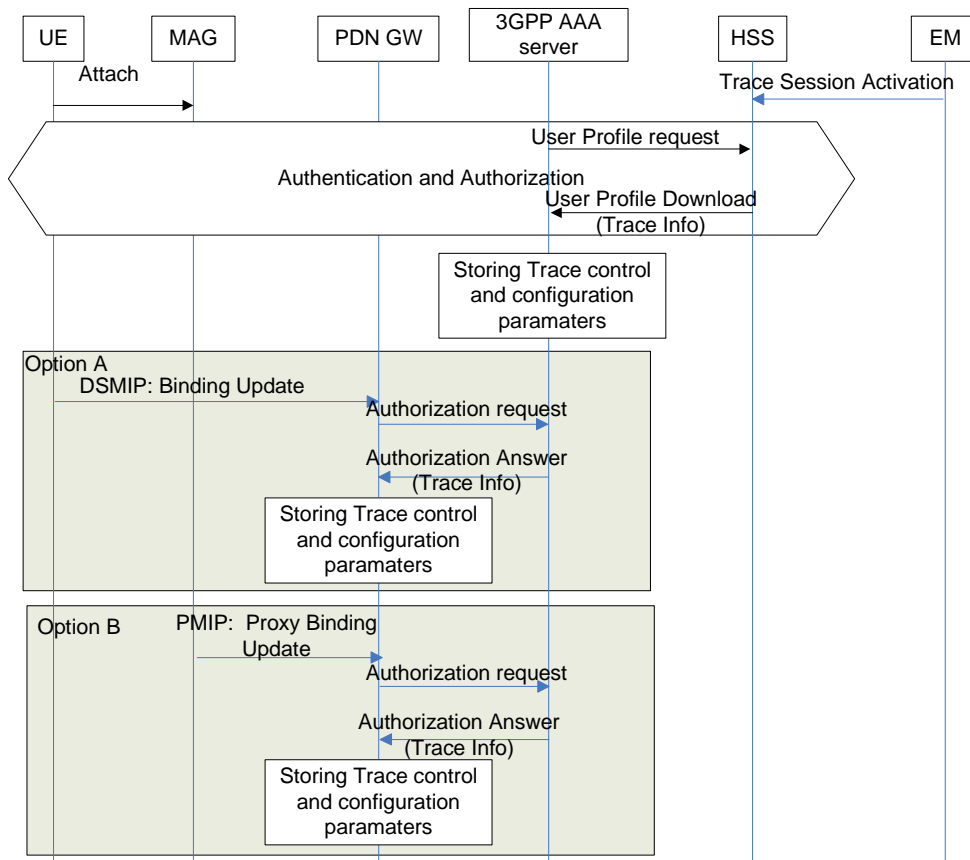 UE
MAG
PDN GW
3GPP AAA
server
HSS
EM
Attach
Trace Session Activation
User Profile request
Authentication and Authorization
User Profile Download
(Trace Info)
Storing Trace control
and configuration
paramaters
Option A
DSMIP: Binding Update
Authorization request
Authorization Answer
(Trace Info)
Storing Trace control
and configuration
paramaters
Option B
PMIP:  Proxy Binding
Update
Authorization request
Authorization Answer
(Trace Info)
Storing Trace control
and configuration
paramaters